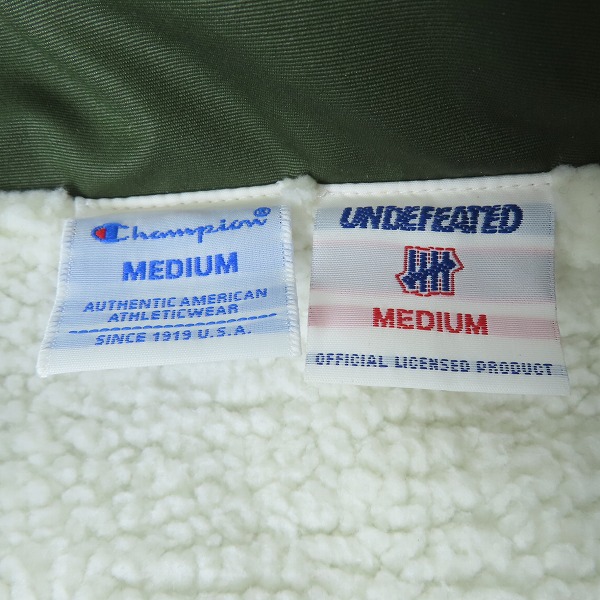 Champion®
MEDIUM
AUTHENTIC AMERICAN
ATHLETICWEAR
SINCE 1919 U.S.A.
UNDEFEATED
MEDIUM
OFFICIAL LICENSED PRODUCT